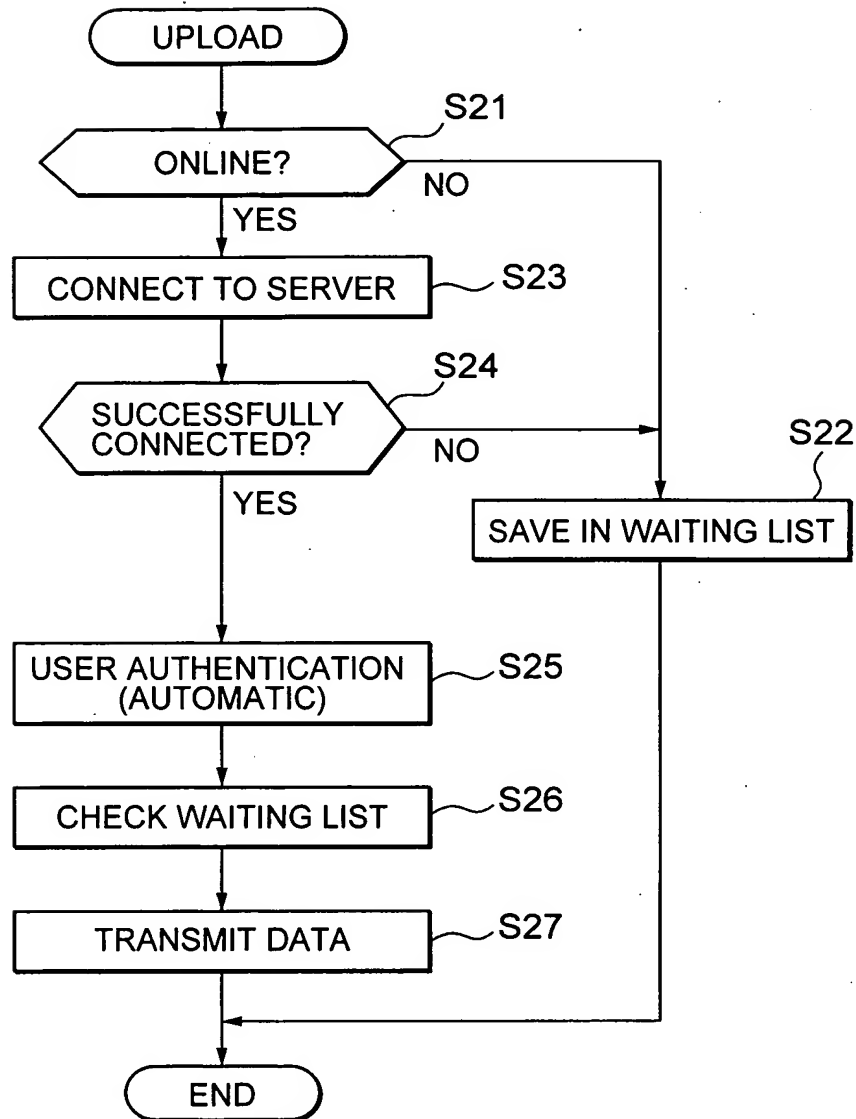 UPLOAD
S21
ONLINE?
NO
YES
CONNECT TO SERVER
S23
S24
SUCCESSFULLY
CONNECTED?
NO
YES
S22
SAVE IN WAITING LIST
USER AUTHENTICATION
(AUTOMATIC)
S25
CHECK WAITING LIST
S26
TRANSMIT DATA
S27
END